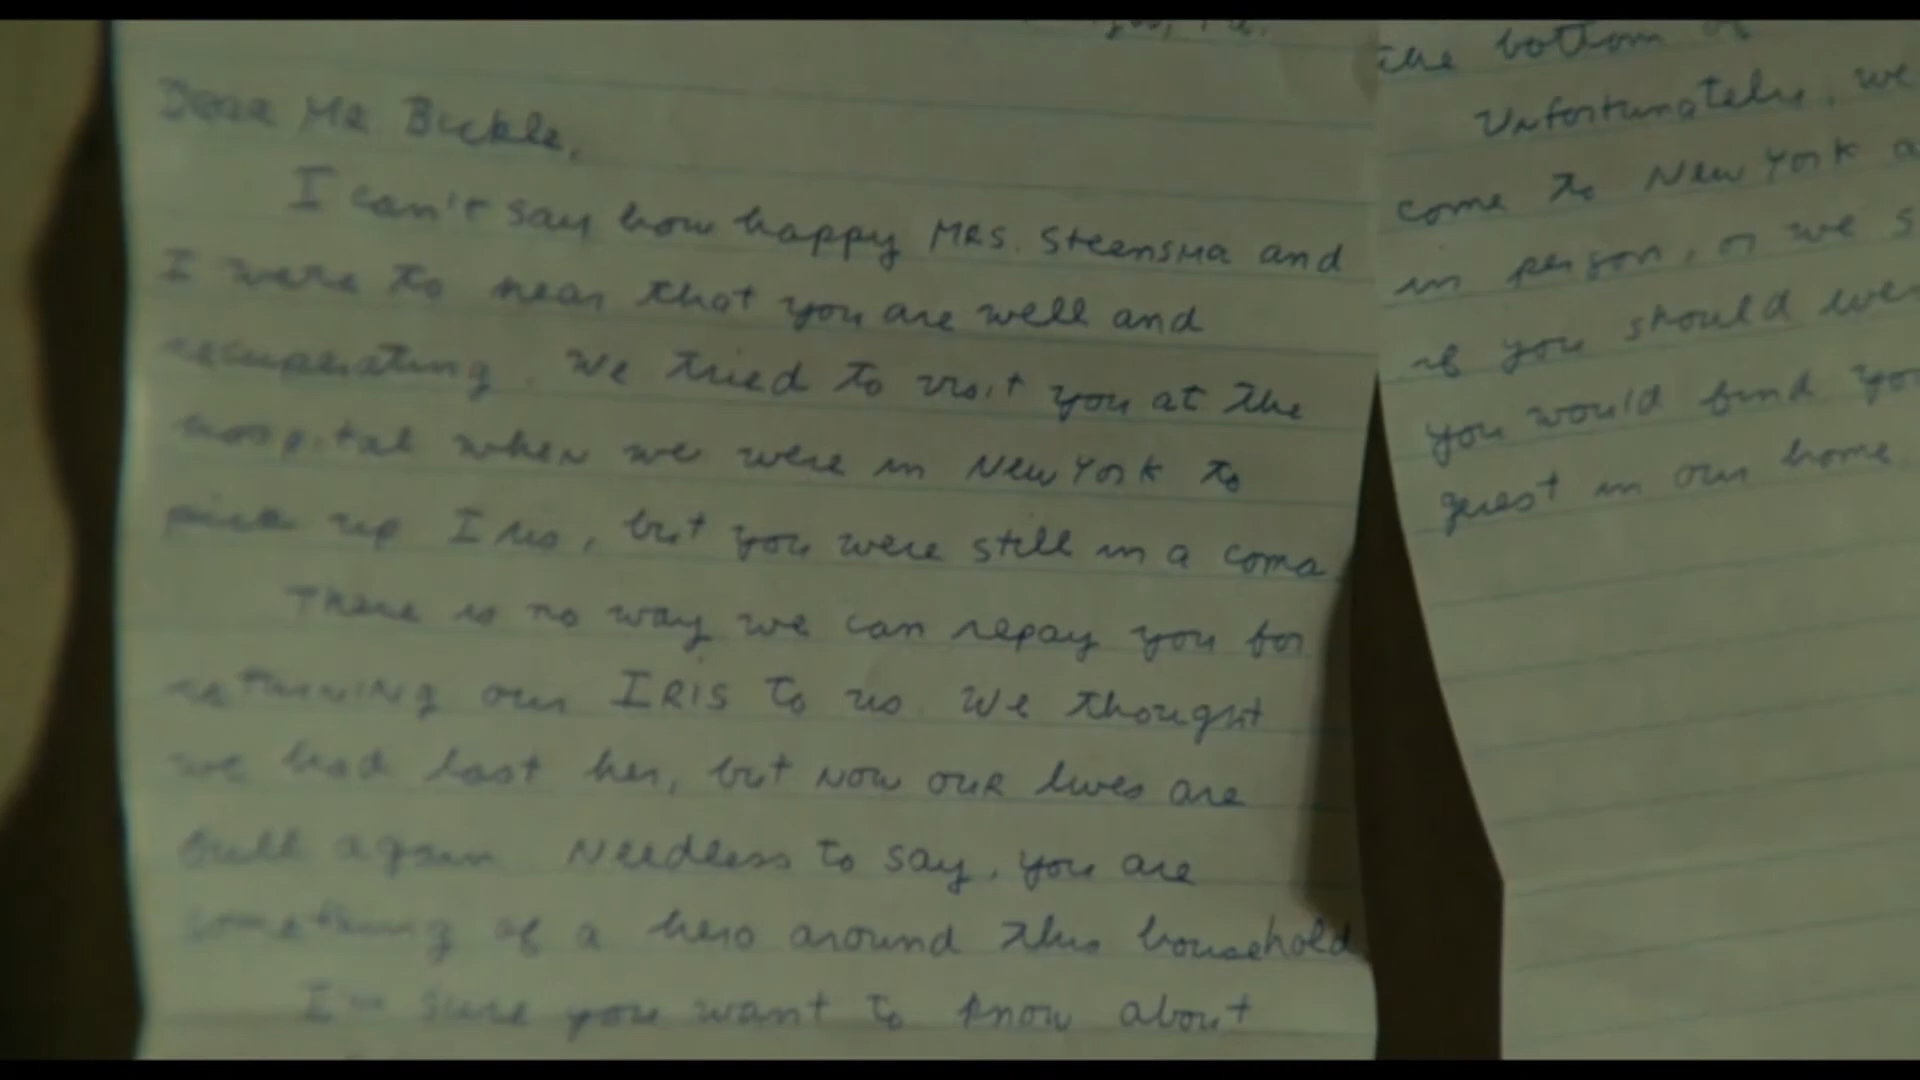 Dear Mr Bickle,
I can't say how happy MRS. Steensma and
I were to hear that you are well and
recuperating. We tried to visit you at the
hospital when we were in New York to
pick up Iris, but you were still in a coma
There is no way we can repay you for
returning our IRIS to us. We thought
we had lost her, but now our lives are
full again Needless to say, you are
something of a hero around this household
I'm sure you want to know about
the bottom of
Unfortunately, we
come to New York
in person, or we
if you should ever
you would find
guest in our home